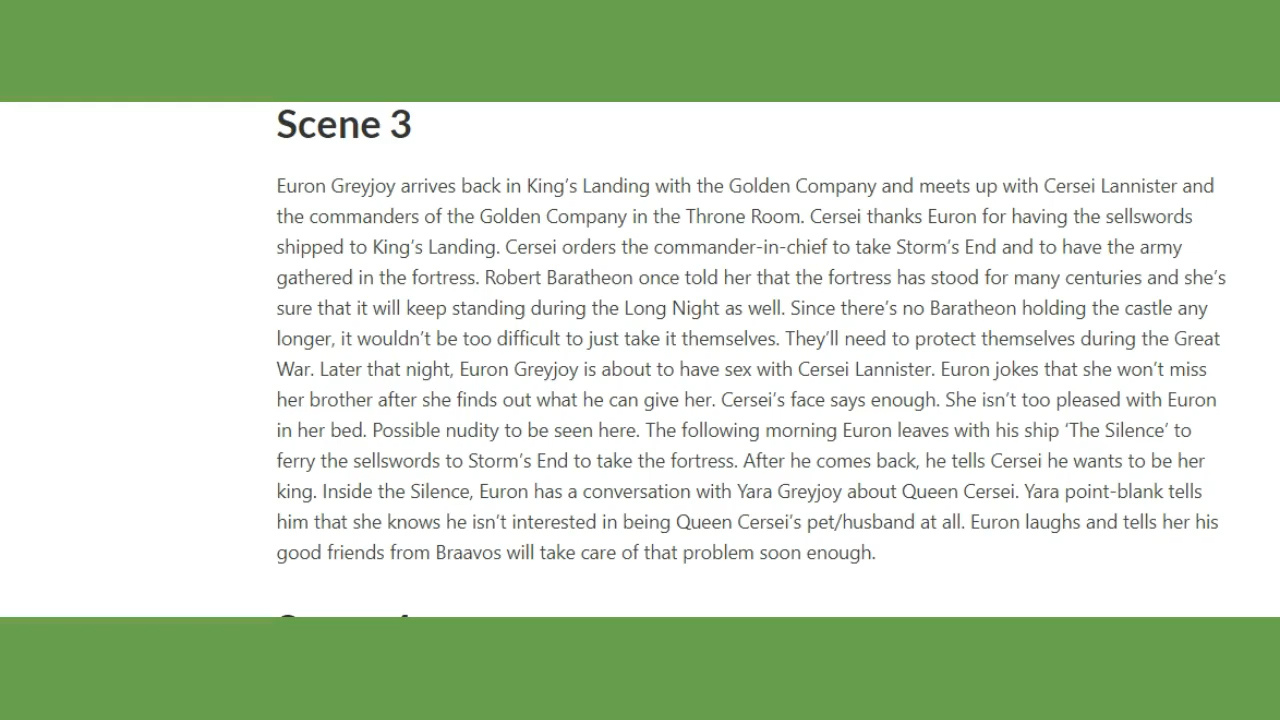 Scene 3
Euron Greyjoy arrives back in King’s Landing with the Golden Company and meets up with Cersei Lannister and
the commanders of the Golden Company in the Throne Room. Cersei thanks Euron for having the sellswords
shipped to King’s Landing. Cersei orders the commander-in-chief to take Storm’s End and to have the army
gathered in the fortress. Robert Baratheon once told her that the fortress has stood for many centuries and she’s
sure that it will keep standing during the Long Night as well. Since there’s no Baratheon holding the castle any
longer, it wouldn’t be too difficult to just take it themselves. They’ll need to protect themselves during the Great
War. Later that night, Euron Greyjoy is about to have sex with Cersei Lannister. Euron jokes that she won’t miss
her brother after she finds out what he can give her. Cersei’s face says enough. She isn’t too pleased with Euron
in her bed. Possible nudity to be seen here. The following morning Euron leaves with his ship ‘The Silence’ to
ferry the sellswords to Storm’s End to take the fortress. After he comes back, he tells Cersei he wants to be her
king. Inside the Silence, Euron has a conversation with Yara Greyjoy about Queen Cersei. Yara point-blank tells
him that she knows he isn’t interested in being Queen Cersei’s pet/husband at all. Euron laughs and tells her his
good friends from Braavos will take care of that problem soon enough.